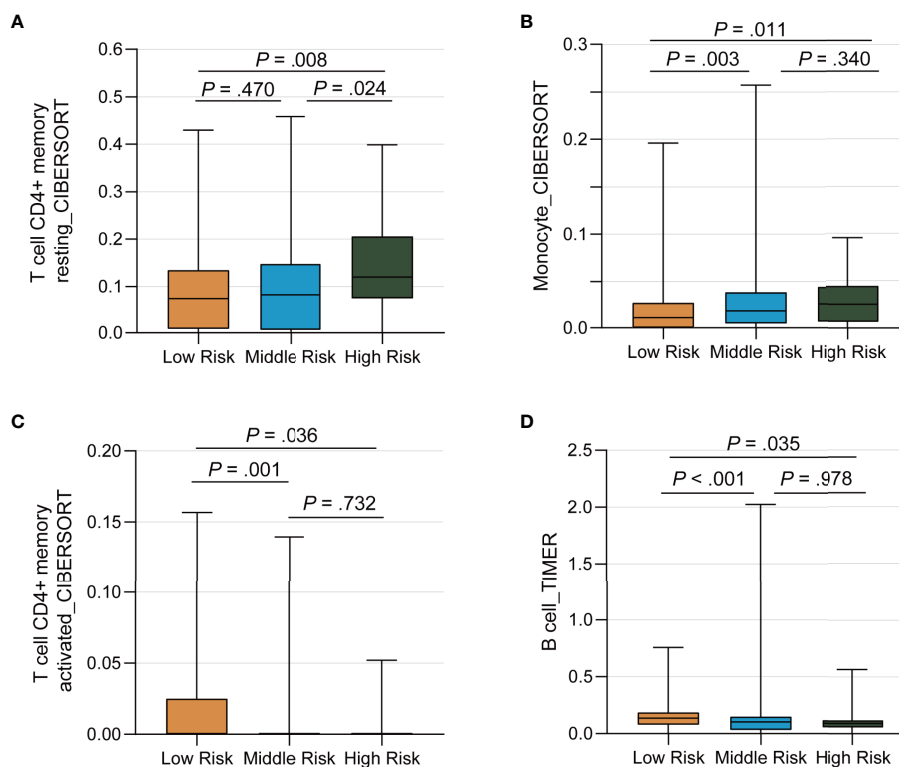 A
P = .008
P = .470
P = .024
0.6
0.5
0.4
0.3
0.2
0.1
0.0
T cell CD4+ memory
resting_CIBERSORT
Low Risk Middle Risk High Risk
B
P = .011
P = .003
P = .340
0.3
0.2
0.1
0.0
Monocyte_CIBERSORT
Low Risk Middle Risk High Risk
C
P = .036
P = .001
P = .732
0.20
0.15
0.10
0.05
0.00
T cell CD4+ memory
activated_CIBERSORT
Low Risk Middle Risk High Risk
D
P = .035
P < .001
P = .978
2.5
2.0
1.5
1.0
0.5
0.0
B cell_TIMER
Low Risk Middle Risk High Risk